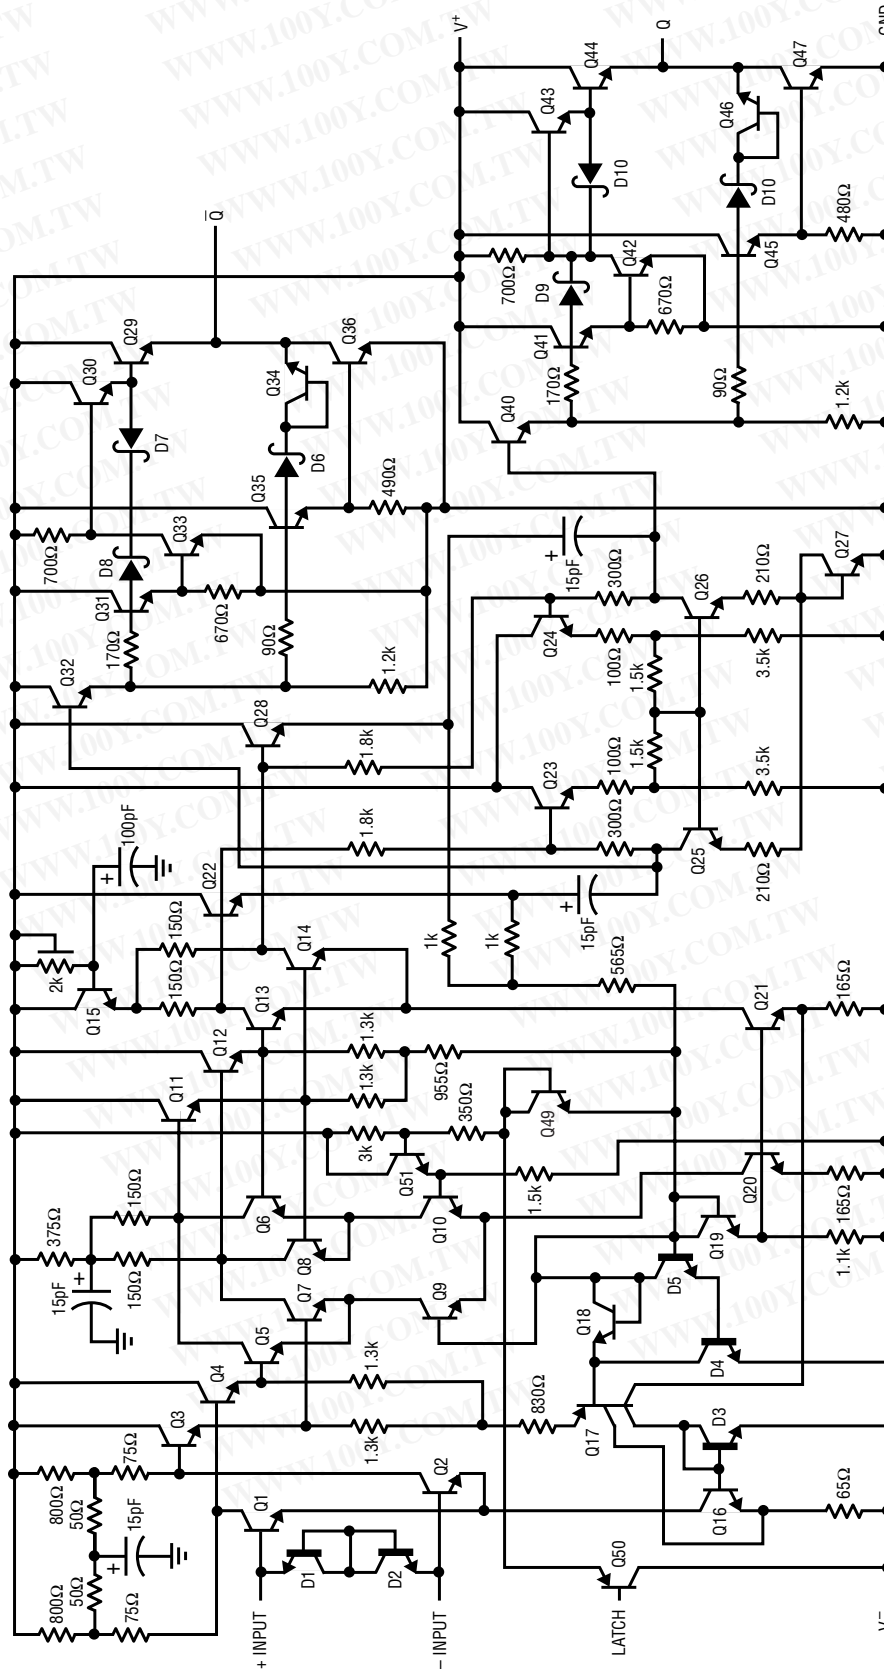 V+
Q
GND
Q44
Q43
Q47
Q46
D10
D10
480Ω
Q̅
700Ω
Q42
Q45
D9
670Ω
Q41
170Ω
90Ω
Q40
1.2k
Q29
Q30
Q36
Q34
D7
D6
Q35
490Ω
700Ω
Q33
D8
Q31
670Ω
170Ω
90Ω
Q32
1.2k
+
15pF
300Ω
Q26
210Ω
Q27
Q24
100Ω
1.5k
3.5k
Q28
1.8k
Q23
100Ω
1.5k
3.5k
100pF
+
1.8k
300Ω
Q25
210Ω
Q22
+
15pF
150Ω
Q14
1k
1k
565Ω
2k
Q15
150Ω
Q13
Q21
165Ω
Q12
1.3k
955Ω
Q11
1.3k
350Ω
Q49
3k
Q51
1.5k
150Ω
Q6
Q10
Q20
165Ω
375Ω
15pF
+
150Ω
Q8
Q7
Q9
Q19
1.1k
D5
Q18
Q5
Q4
1.3k
D4
Q3
1.3k
830Ω
Q17
D3
800Ω
75Ω
50Ω
15pF
+
Q1
Q2
Q16
65Ω
50Ω
800Ω
75Ω
D1
D2
Q50
+ INPUT
– INPUT
LATCH
V–
WWW.100Y.COM.TW